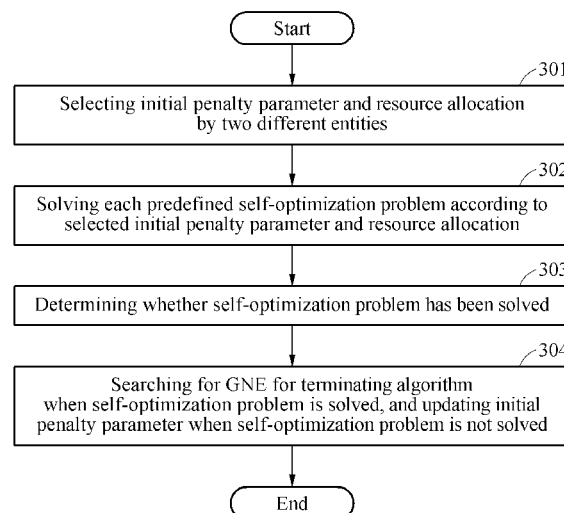 Start
301
Selecting initial penalty parameter and resource allocation
by two different entities
302
Solving each predefined self-optimization problem according to
selected initial penalty parameter and resource allocation
303
Determining whether self-optimization problem has been solved
304
Searching for GNE for terminating algorithm
when self-optimization problem is solved, and updating initial
penalty parameter when self-optimization problem is not solved
End